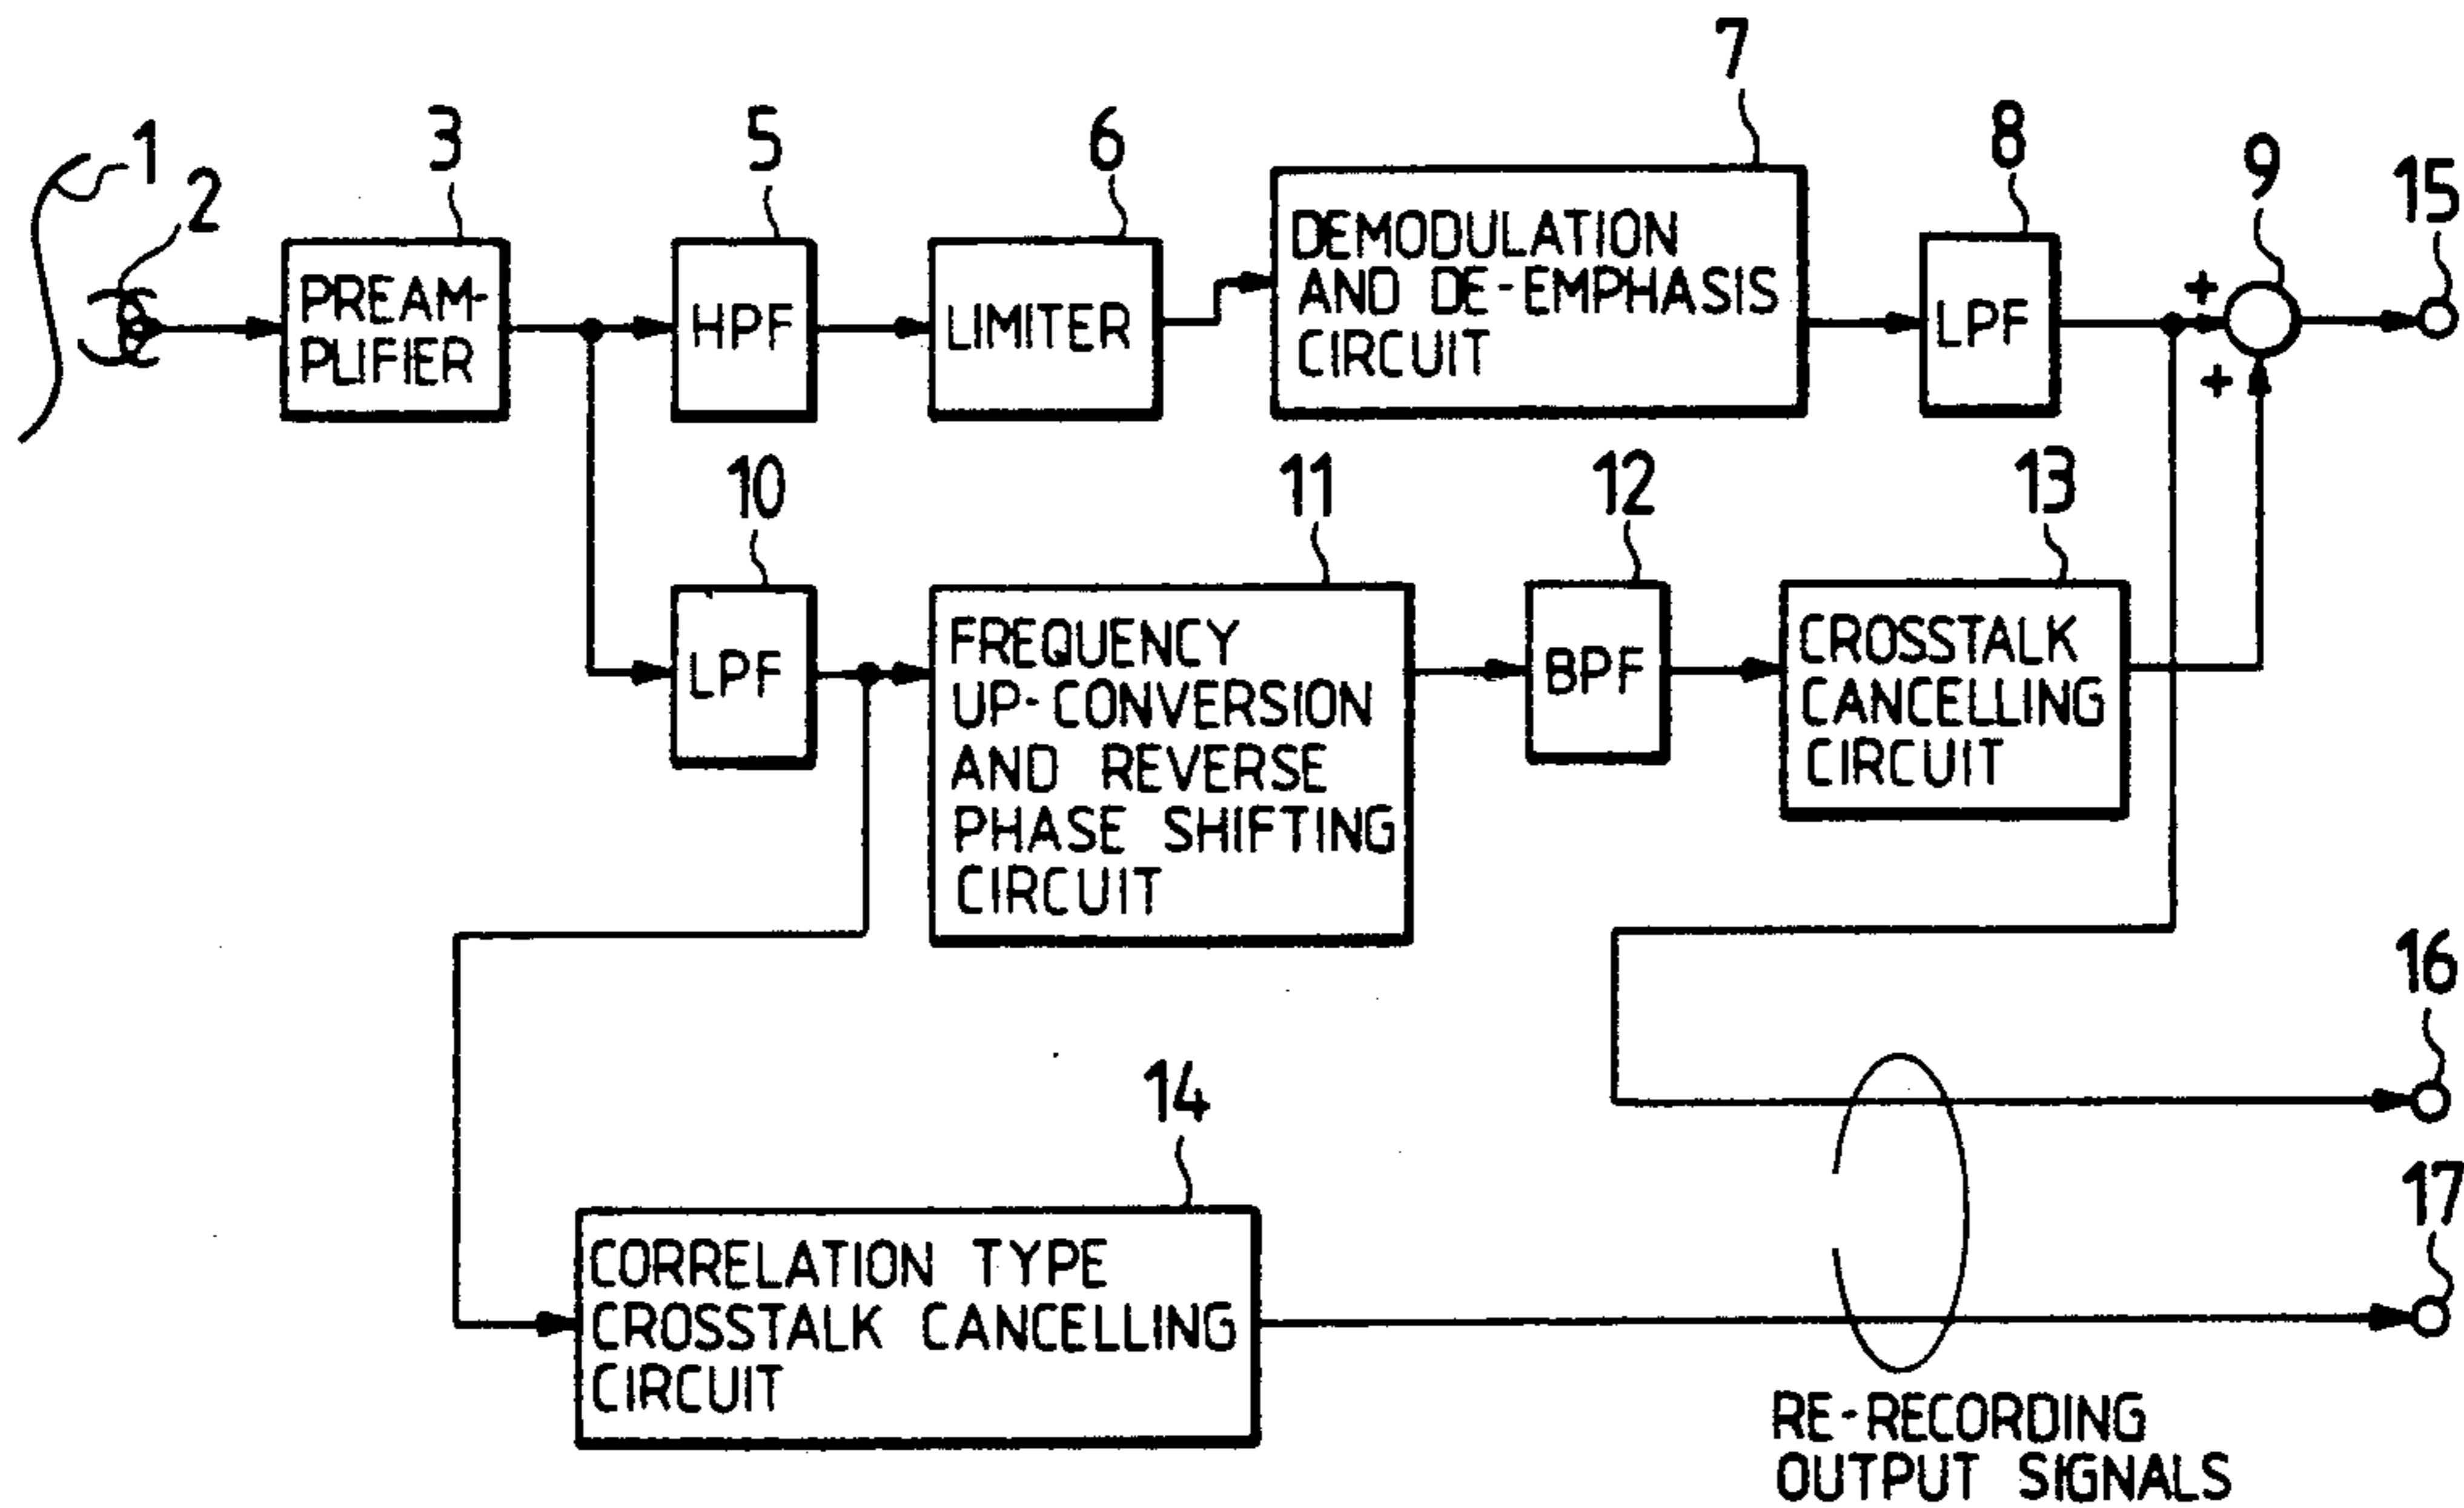 7
3
5
6
8
1
9
15
2
PREAM-
PLIFIER
HPF
LIMITER
DEMODULATION
AND DE-EMPHASIS
CIRCUIT
LPF
+
+
10
11
12
13
LPF
FREQUENCY
UP-CONVERSION
AND REVERSE
PHASE SHIFTING
CIRCUIT
BPF
CROSSTALK
CANCELLING
CIRCUIT
16
14
17
CORRELATION TYPE
CROSSTALK CANCELLING
CIRCUIT
RE-RECORDING
OUTPUT SIGNALS